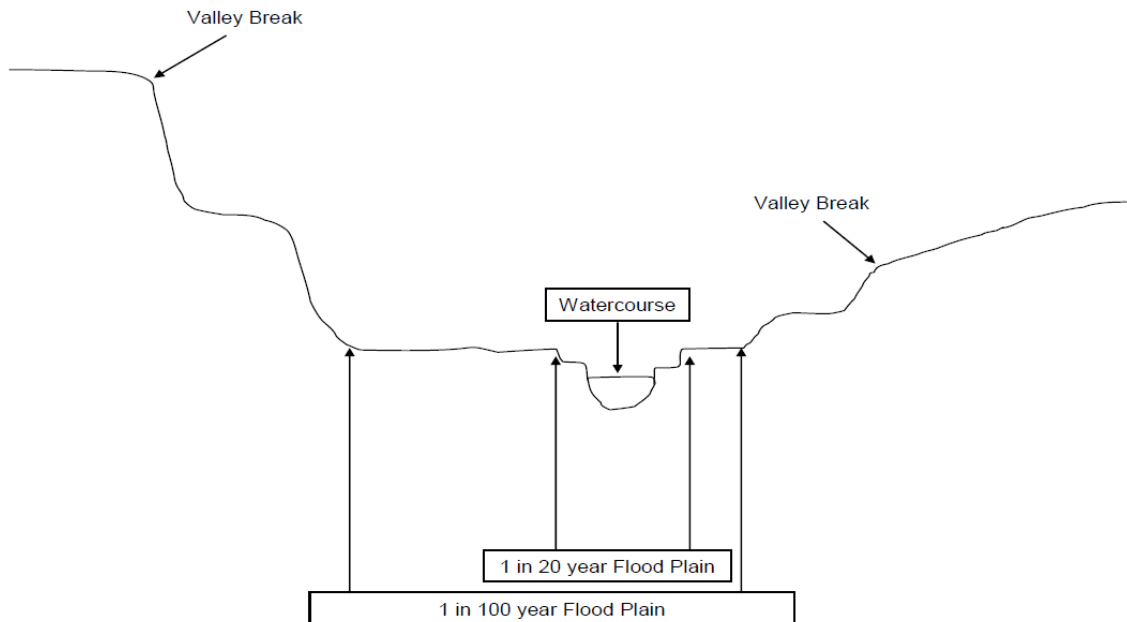 Valley Break
Valley Break
Watercourse
1 in 20 year Flood Plain
1 in 100 year Flood Plain